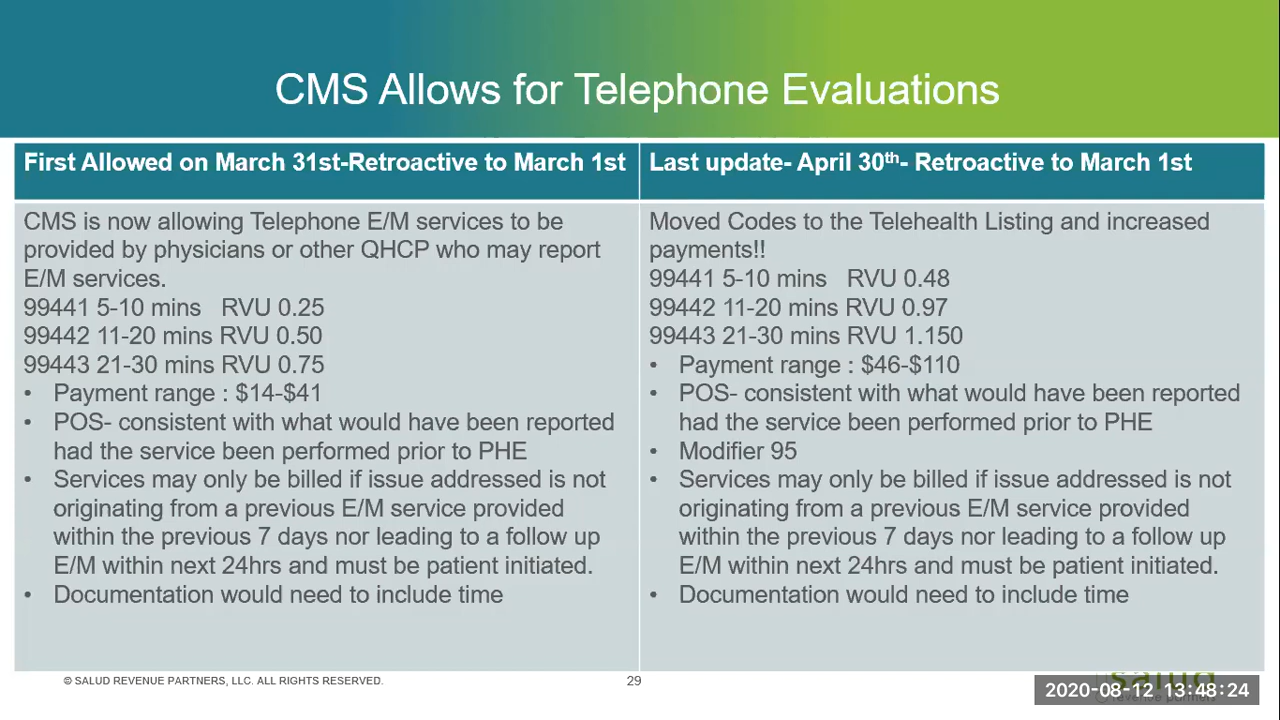 CMS Allows for Telephone Evaluations
First Allowed on March 31st-Retroactive to March 1st
CMS is now allowing Telephone E/M services to be
provided by physicians or other QHCP who may report
E/M services.
99441 5-10 mins RVU 0.25
99442 11-20 mins RVU 0.50
99443 21-30 mins RVU 0.75
• Payment range : $14-$41
• POS- consistent with what would have been reported
had the service been performed prior to PHE
• Services may only be billed if issue addressed is not
originating from a previous E/M service provided
within the previous 7 days nor leading to a follow up
E/M within next 24hrs and must be patient initiated.
• Documentation would need to include time
Last update- April 30th- Retroactive to March 1st
Moved Codes to the Telehealth Listing and increased
payments!!
99441 5-10 mins RVU 0.48
99442 11-20 mins RVU 0.97
99443 21-30 mins RVU 1.150
• Payment range : $46-$110
• POS- consistent with what would have been reported
had the service been performed prior to PHE
• Modifier 95
• Services may only be billed if issue addressed is not
originating from a previous E/M service provided
within the previous 7 days nor leading to a follow up
E/M within next 24hrs and must be patient initiated.
• Documentation would need to include time
© SALUD REVENUE PARTNERS, LLC. ALL RIGHTS RESERVED.
29
salud
revenue partners
2020-08-12 13:48:24